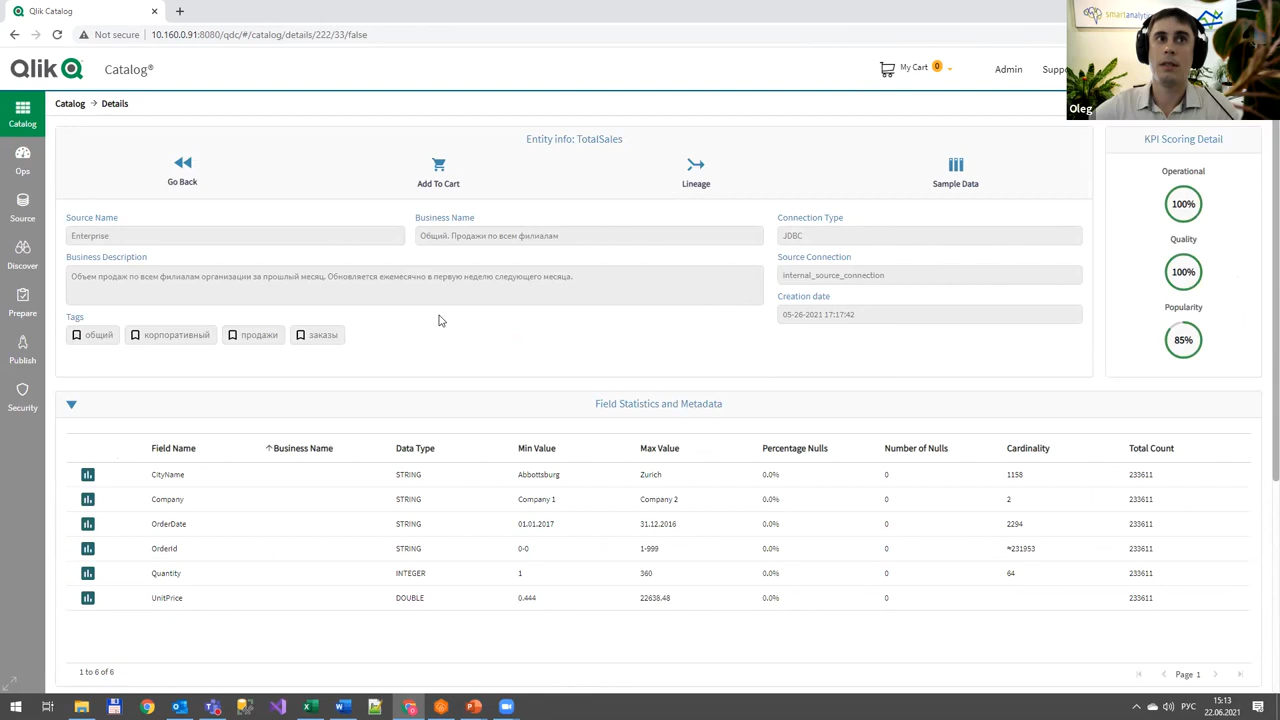 Qlik Catalog
Not secure
10.160.0.91:8080/qdc/#/catalog/details/222/33/false
Oleg
Qlik
Catalog®
My Cart 0
Admin
Catalog
Ops
Source
Discover
Prepare
Publish
Security
Catalog → Details
Entity info: TotalSales
Go Back
Add To Cart
Lineage
Sample Data
Source Name
Enterprise
Business Name
Общий. Продажи по всем филиалам
Connection Type
JDBC
Business Description
Объем продаж по всем филиалам организации за прошлый месяц. Обновляется ежемесячно в первую неделю следующего месяца.
Source Connection
internal_source_connection
Creation date
05-26-2021 17:17:42
Tags
общий
корпоративный
продажи
заказы
KPI Scoring Detail
Operational
100%
Quality
100%
Popularity
85%
Field Statistics and Metadata
Field Name Business Name Data Type Min Value Max Value Percentage Nulls Number of Nulls Cardinality Total Count
CityName STRING Abbottsburg Zurich 0.0% 0 1158 233611
Company STRING Company 1 Company 2 0.0% 0 2 233611
OrderDate STRING 01.01.2017 31.12.2016 0.0% 0 2294 233611
OrderId STRING 0-0 1-999 0.0% 0 ≈231953 233611
Quantity INTEGER 1 360 0.0% 0 64 233611
UnitPrice DOUBLE 0.444 22638.48 0.0% 0 233611
1 to 6 of 6
Page 1
РУС
15:13
22.06.2021